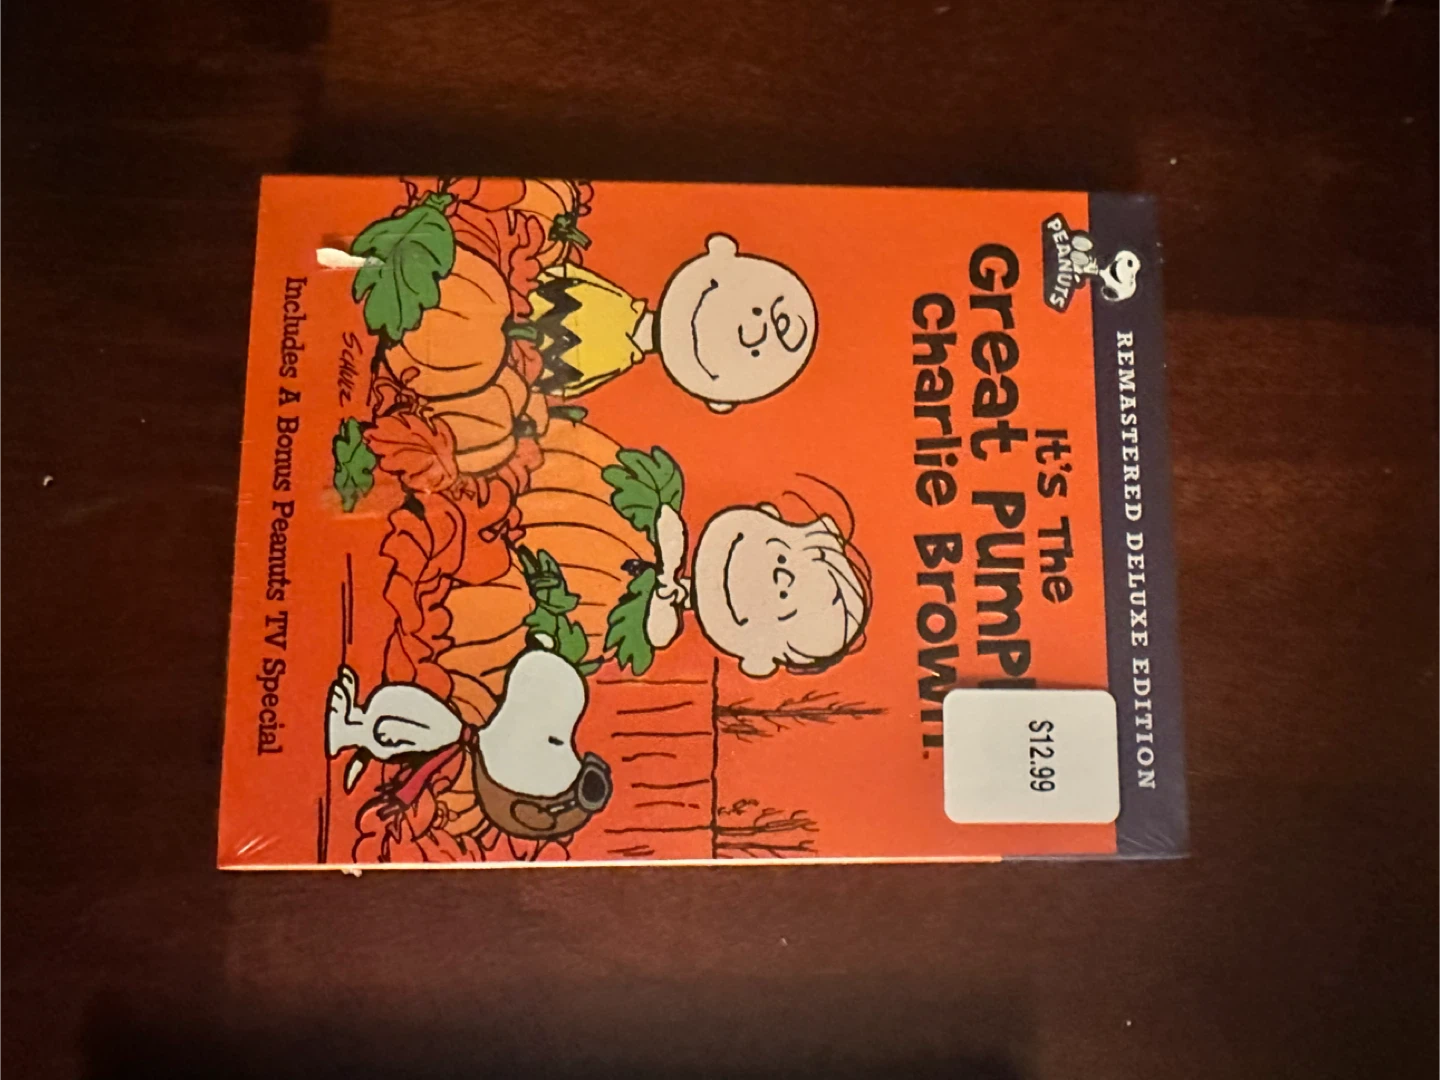 REMASTERED DELUXE EDITION
PEANUTS
It's The
Great PUMP
$12.99
Charlie Brown.
SCHULZ
Includes A Bonus Peanuts TV Special